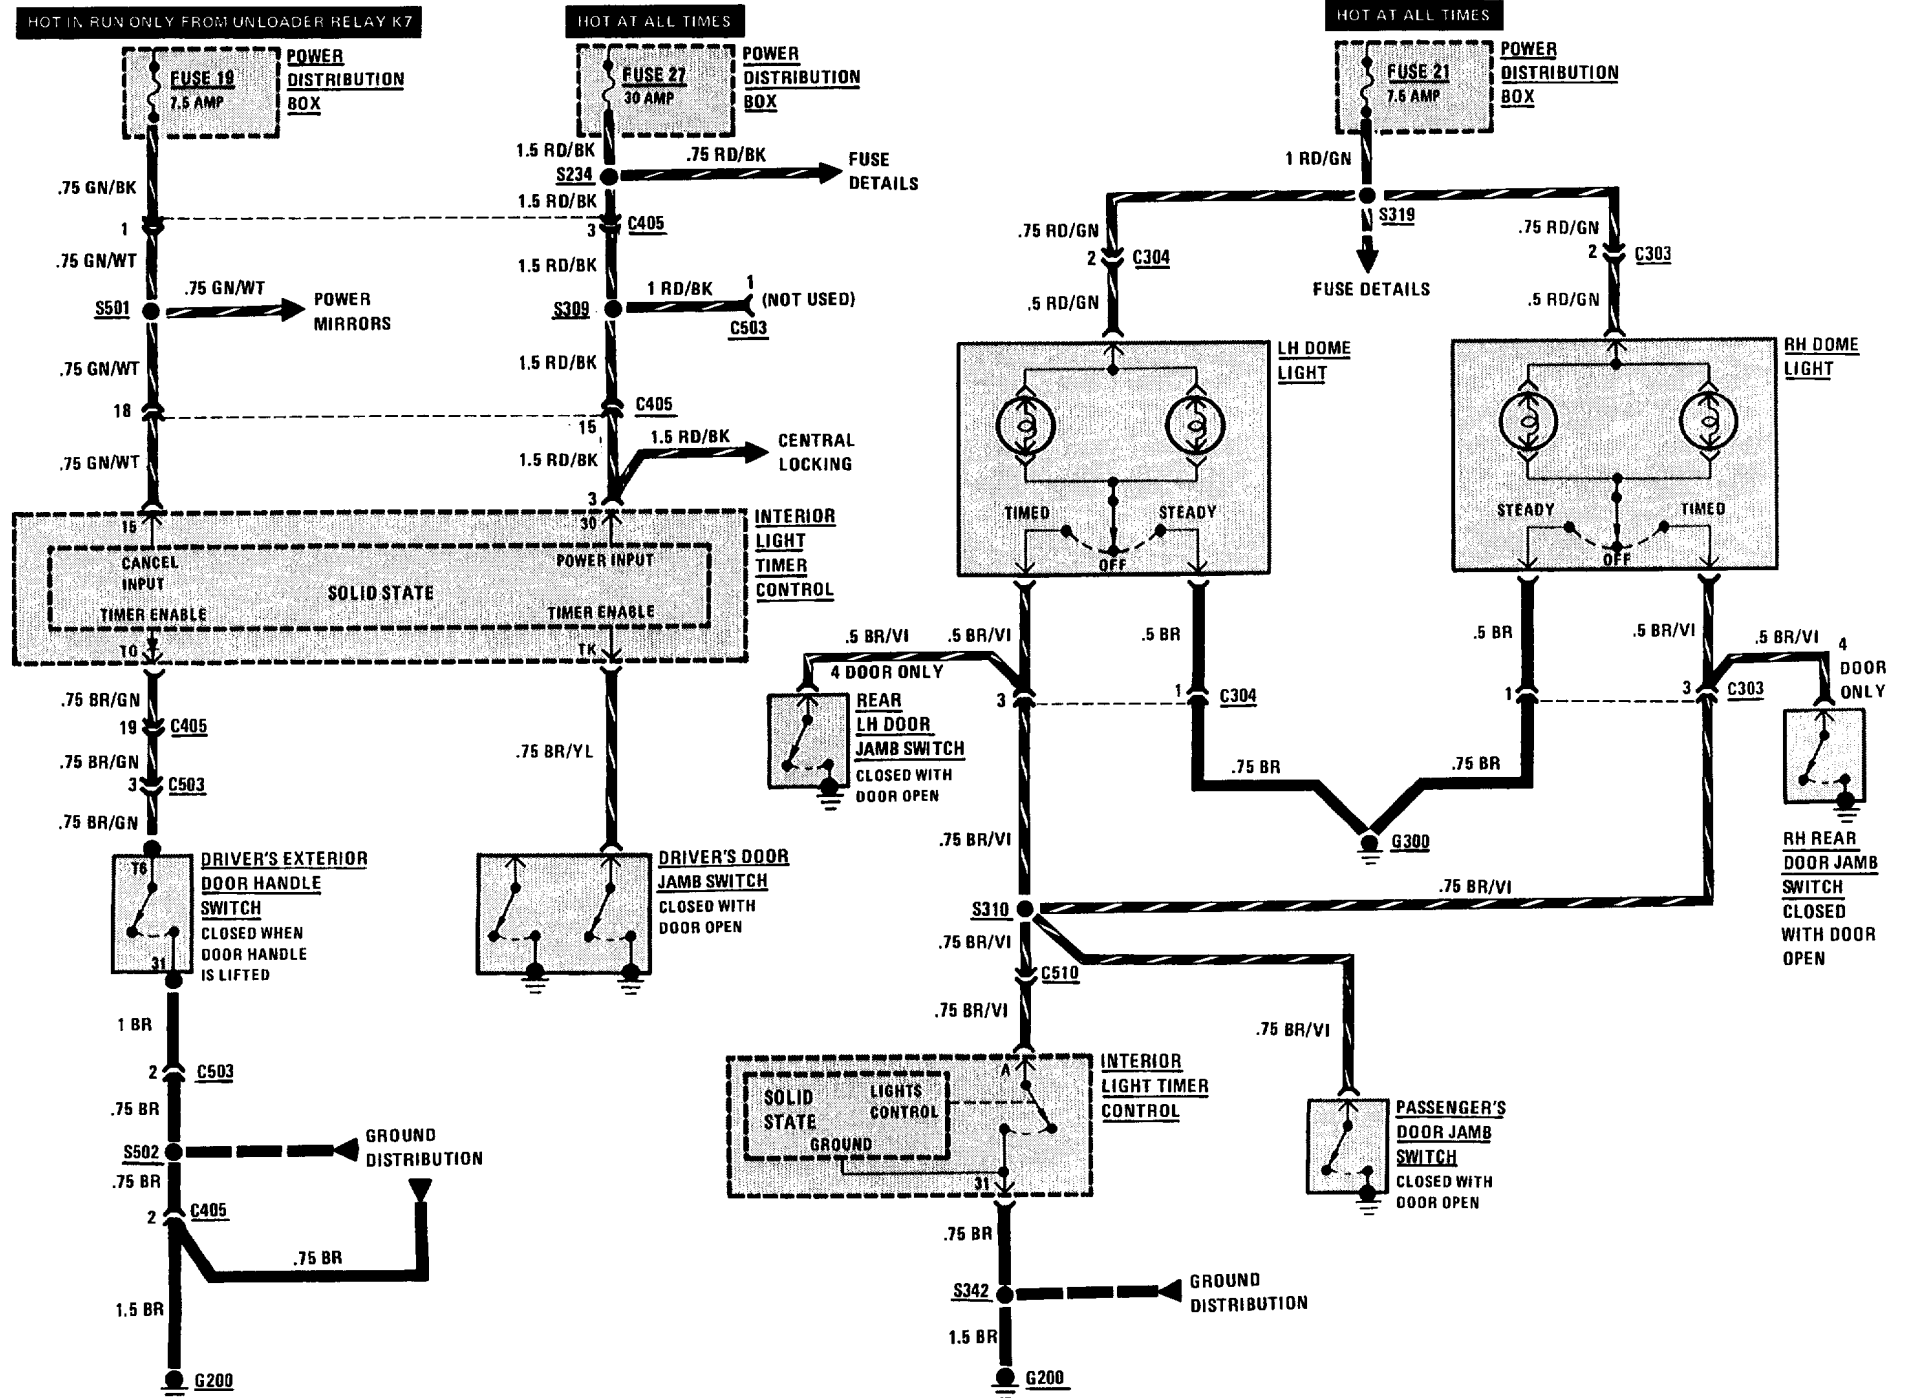 HOT IN RUN ONLY FROM UNLOADER RELAY K7
HOT AT ALL TIMES
HOT AT ALL TIMES
FUSE 19
7.5 AMP
POWER
DISTRIBUTION
BOX
FUSE 27
30 AMP
POWER
DISTRIBUTION
BOX
FUSE 21
7.5 AMP
POWER
DISTRIBUTION
BOX
.75 GN/BK
1
.75 GN/WT
S501
.75 GN/WT
POWER
MIRRORS
.75 GN/WT
18
.75 GN/WT
1.5 RD/BK
S234
.75 RD/BK
FUSE
DETAILS
1.5 RD/BK
3
C405
1.5 RD/BK
S309
1 RD/BK
1
(NOT USED)
C503
1.5 RD/BK
C405
15
1.5 RD/BK
1.5 RD/BK
CENTRAL
LOCKING
3
15
30
CANCEL
INPUT
POWER INPUT
SOLID STATE
TIMER ENABLE
TIMER ENABLE
TO
TK
INTERIOR
LIGHT
TIMER
CONTROL
.75 BR/GN
19
C405
.75 BR/GN
3
C503
.75 BR/GN
T6
31
DRIVER'S EXTERIOR
DOOR HANDLE
SWITCH
CLOSED WHEN
DOOR HANDLE
IS LIFTED
.75 BR/YL
DRIVER'S DOOR
JAMB SWITCH
CLOSED WITH
DOOR OPEN
1 BR
2
C503
.75 BR
S502
GROUND
DISTRIBUTION
.75 BR
2
C405
.75 BR
1.5 BR
G200
1 RD/GN
S319
FUSE DETAILS
.75 RD/GN
2
C304
.5 RD/GN
.75 RD/GN
2
C303
.5 RD/GN
LH DOME
LIGHT
TIMED
STEADY
OFF
RH DOME
LIGHT
STEADY
TIMED
OFF
.5 BR/VI
.5 BR/VI
.5 BR
4 DOOR ONLY
3
1
C304
REAR
LH DOOR
JAMB SWITCH
CLOSED WITH
DOOR OPEN
.5 BR
.5 BR/VI
.5 BR/VI
4
DOOR
ONLY
1
3
C303
.75 BR
.75 BR
G300
RH REAR
DOOR JAMB
SWITCH
CLOSED
WITH DOOR
OPEN
.75 BR/VI
S310
.75 BR/VI
.75 BR/VI
C510
.75 BR/VI
.75 BR/VI
A
SOLID
STATE
LIGHTS
CONTROL
GROUND
31
INTERIOR
LIGHT TIMER
CONTROL
PASSENGER'S
DOOR JAMB
SWITCH
CLOSED WITH
DOOR OPEN
.75 BR
S342
GROUND
DISTRIBUTION
1.5 BR
G200